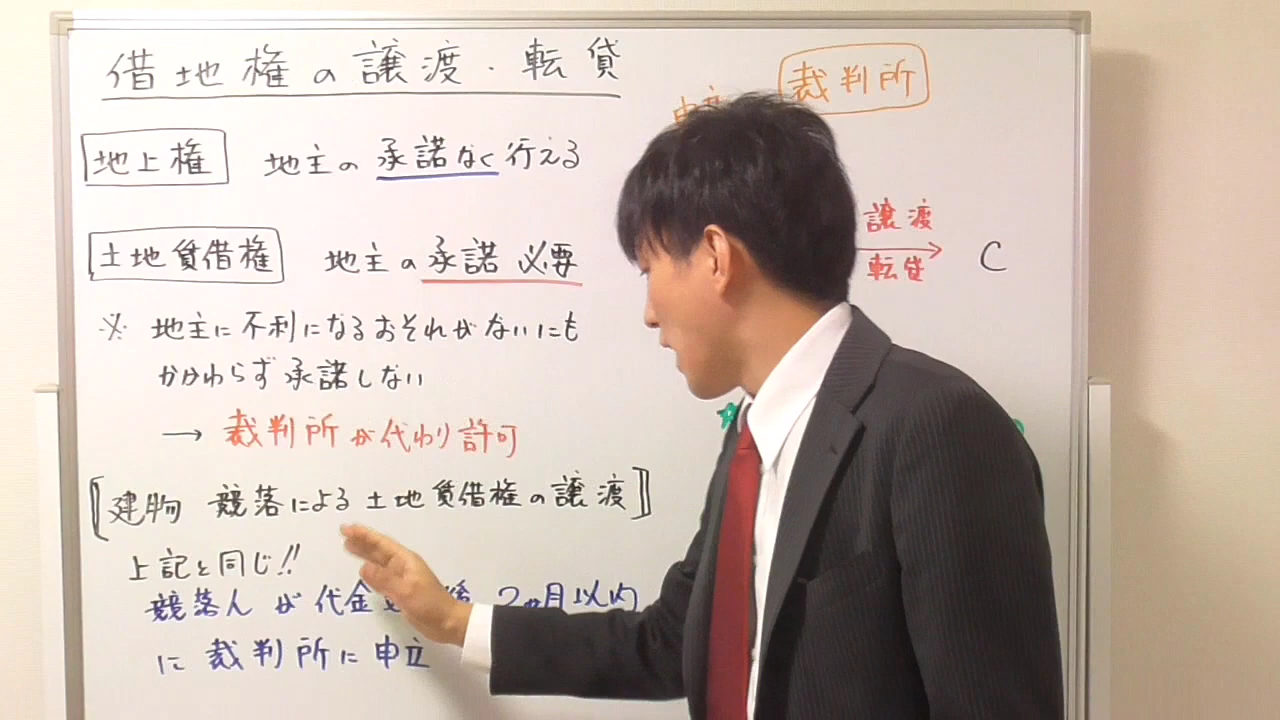 借地権の譲渡・転貸
地上権 地主の承諾なく行える
土地賃借権 地主の承諾必要
※ 地主に不利になるおそれがないにも
かかわらず承諾しない
→ 裁判所が代わり許可
〚建物 競落による土地賃借権の譲渡〛
上記と同じ!!
競落人が代金 後 2ヶ月以内
に裁判所に申立
裁判所
申立
譲渡
転貸
C